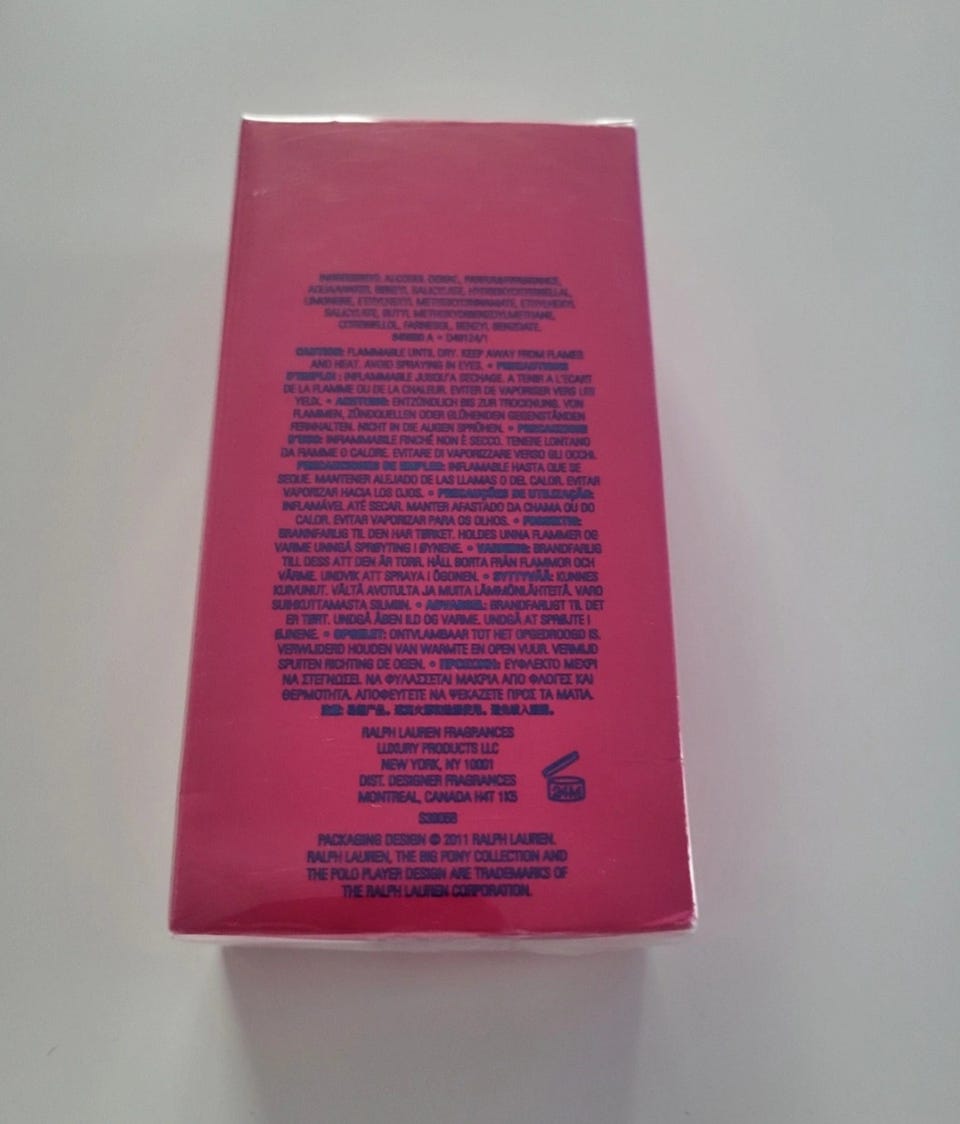 INGREDIENTS: ALCOHOL DENAT., PARFUM/FRAGRANCE,
AQUA/WATER, BENZYL SALICYLATE, HYDROXYCITRONELLAL,
LIMONENE, ETHYLHEXYL METHOXYCINNAMATE, ETHYLHEXYL
SALICYLATE, BUTYL METHOXYDIBENZOYLMETHANE,
CITRONELLOL, FARNESOL, BENZYL BENZOATE.
CAUTION: FLAMMABLE UNTIL DRY. KEEP AWAY FROM FLAMES
AND HEAT. AVOID SPRAYING IN EYES. • PRECAUTIONS
D'EMPLOI : INFLAMMABLE JUSQU'A SECHAGE. A TENIR A L'ECART
DE LA FLAMME OU DE LA CHALEUR. EVITER DE VAPORISER VERS LES
YEUX. • ACHTUNG: ENTZÜNDLICH BIS ZUR TROCKNUNG. VON
FLAMMEN, ZÜNDQUELLEN ODER GLÜHENDEN GEGENSTÄNDEN
FERNHALTEN. NICHT IN DIE AUGEN SPRÜHEN. • PRECAUZIONI
D'USO: INFIAMMABILE FINCHÉ NON È SECCO. TENERE LONTANO
DA FIAMME O CALORE. EVITARE DI VAPORIZZARE VERSO GLI OCCHI.
PRECAUCIONES DE EMPLEO: INFLAMABLE HASTA QUE SE
SEQUE. MANTENER ALEJADO DE LAS LLAMAS O DEL CALOR. EVITAR
VAPORIZAR HACIA LOS OJOS. • PRECAUÇÕES DE UTILIZAÇÃO:
INFLAMÁVEL ATÉ SECAR. MANTER AFASTADO DA CHAMA OU DO
CALOR. EVITAR VAPORIZAR PARA OS OLHOS. • FORSIKTIG:
BRANNFARLIG TIL DEN HAR TØRKET. HOLDES UNNA FLAMMER OG
VARME UNNGÅ SPRØYTING I ØYNENE. • VARNING: BRANDFARLIG
TILL DESS ATT DEN ÄR TORR. HÅLL BORTA FRÅN FLAMMOR OCH
VÄRME. UNDVIK ATT SPRAYA I ÖGONEN. • SYTTYVÄÄ: KUNNES
KUIVUNUT. VÄLTÄ AVOTULTA JA MUITA LÄMMÖNLÄHTEITÄ. VARO
SUIHKUTTAMASTA SILMIIN. • ADVARSEL: BRANDFARLIGT TIL DET
ER TØRT. UNDGÅ ÅBEN ILD OG VARME. UNDGÅ AT SPRØJTE I
ØJNENE. • OPGELET: ONTVLAMBAAR TOT HET OPGEDROOGD IS.
VERWIJDERD HOUDEN VAN WARMTE EN OPEN VUUR. VERMIJD
SPUITEN RICHTING DE OGEN. • ΠΡΟΣΟΧΗ: ΕΥΦΛΕΚΤΟ ΜΕΧΡΙ
ΝΑ ΣΤΕΓΝΩΣΕΙ. ΝΑ ΦΥΛΑΣΣΕΤΑΙ ΜΑΚΡΙΑ ΑΠΟ ΦΛΟΓΕΣ ΚΑΙ
ΘΕΡΜΟΤΗΤΑ. ΑΠΟΦΕΥΓΕΤΕ ΝΑ ΨΕΚΑΖΕΤΕ ΠΡΟΣ ΤΑ ΜΑΤΙΑ.
RALPH LAUREN FRAGRANCES
LUXURY PRODUCTS LLC
NEW YORK, NY 10001
DIST. DESIGNER FRAGRANCES
MONTREAL, CANADA H4T 1K5
24M
PACKAGING DESIGN © 2011 RALPH LAUREN.
RALPH LAUREN, THE BIG PONY COLLECTION AND
THE POLO PLAYER DESIGN ARE TRADEMARKS OF
THE RALPH LAUREN CORPORATION.